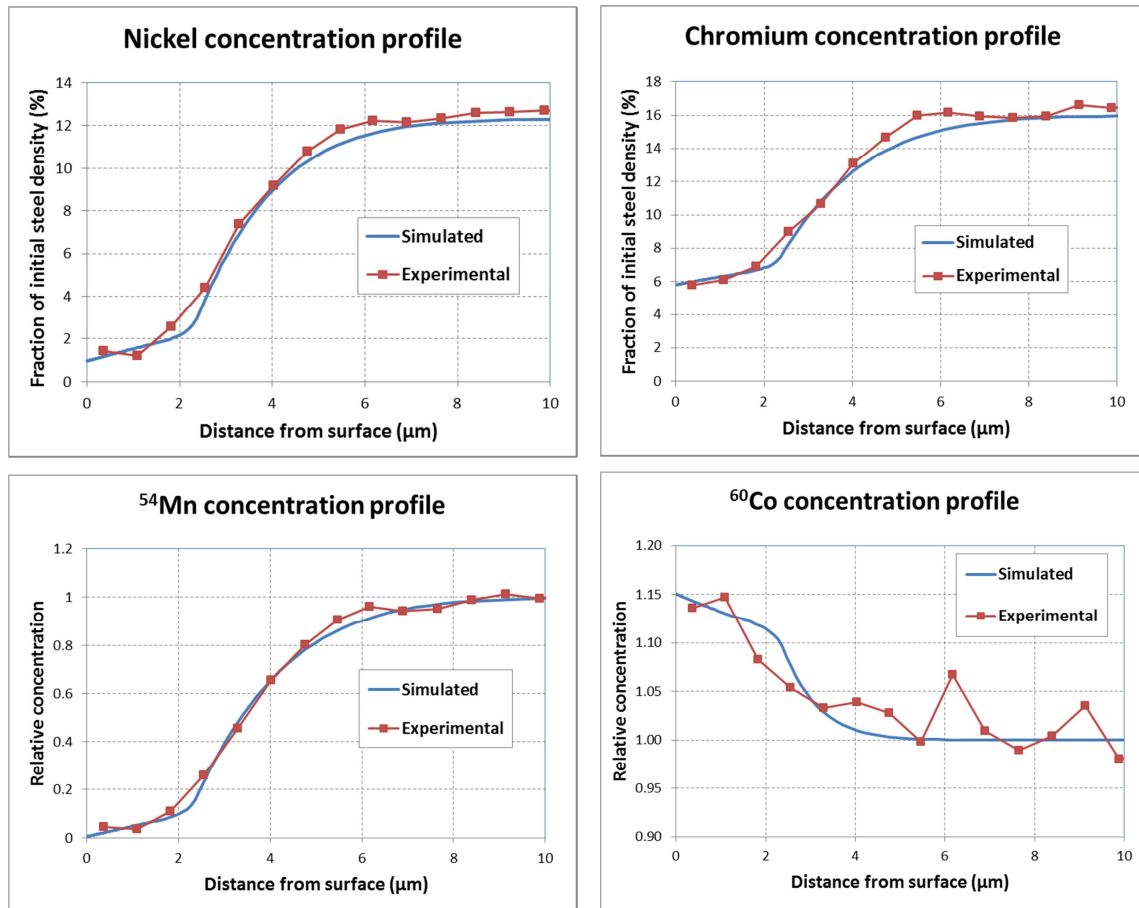 Nickel concentration profile
Fraction of initial steel density (%)
14
12
10
8
6
4
2
0
Simulated
Experimental
0 2 4 6 8 10
Distance from surface (µm)
Chromium concentration profile
Fraction of initial steel density (%)
18
16
14
12
10
8
6
4
2
0
Simulated
Experimental
0 2 4 6 8 10
Distance from surface (µm)
⁵⁴Mn concentration profile
Relative concentration
1.2
1
0.8
0.6
0.4
0.2
0
Simulated
Experimental
0 2 4 6 8 10
Distance from surface (µm)
⁶⁰Co concentration profile
Relative concentration
1.20
1.15
1.10
1.05
1.00
0.95
0.90
Simulated
Experimental
0 2 4 6 8 10
Distance from surface (µm)